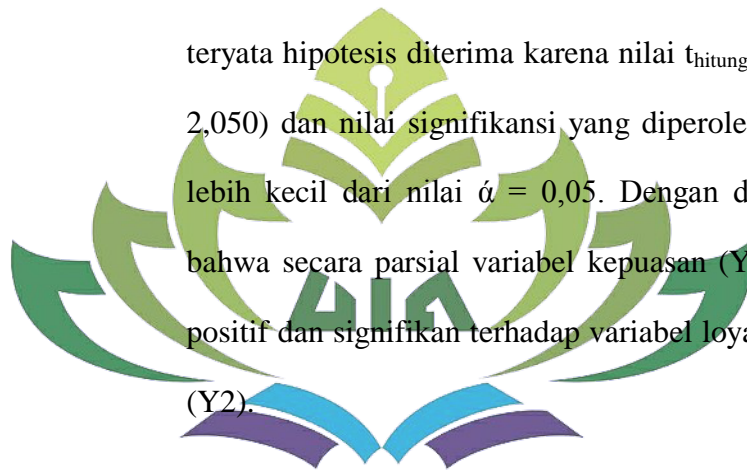 teryata hipotesis diterima karena nilai thitung
2,050) dan nilai signifikansi yang diperole
lebih kecil dari nilai ά = 0,05. Dengan d
bahwa secara parsial variabel kepuasan (Y
UIN
positif dan signifikan terhadap variabel loya
(Y2).